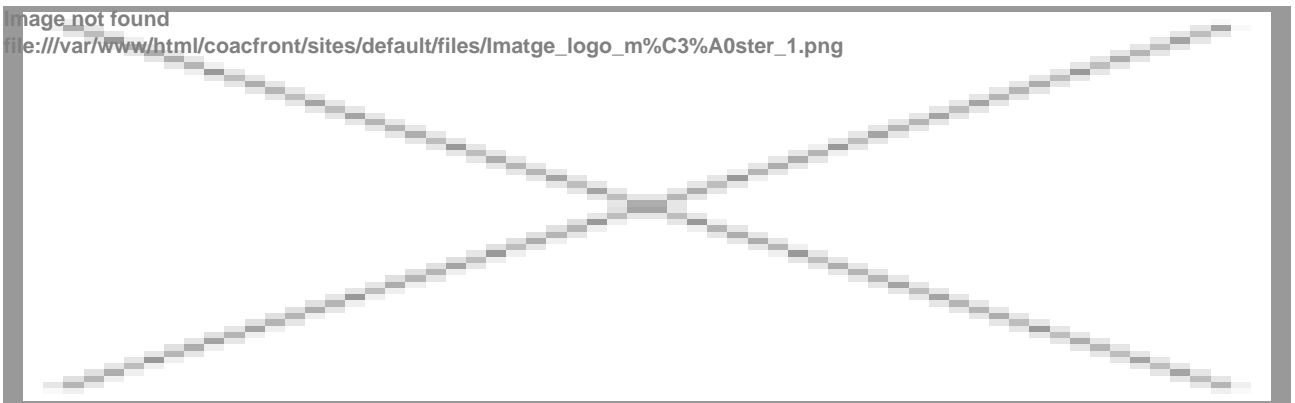 Image not found
file:///var/www/html/coacfront/sites/default/files/Imatge_logo_m%C3%A0ster_1.png